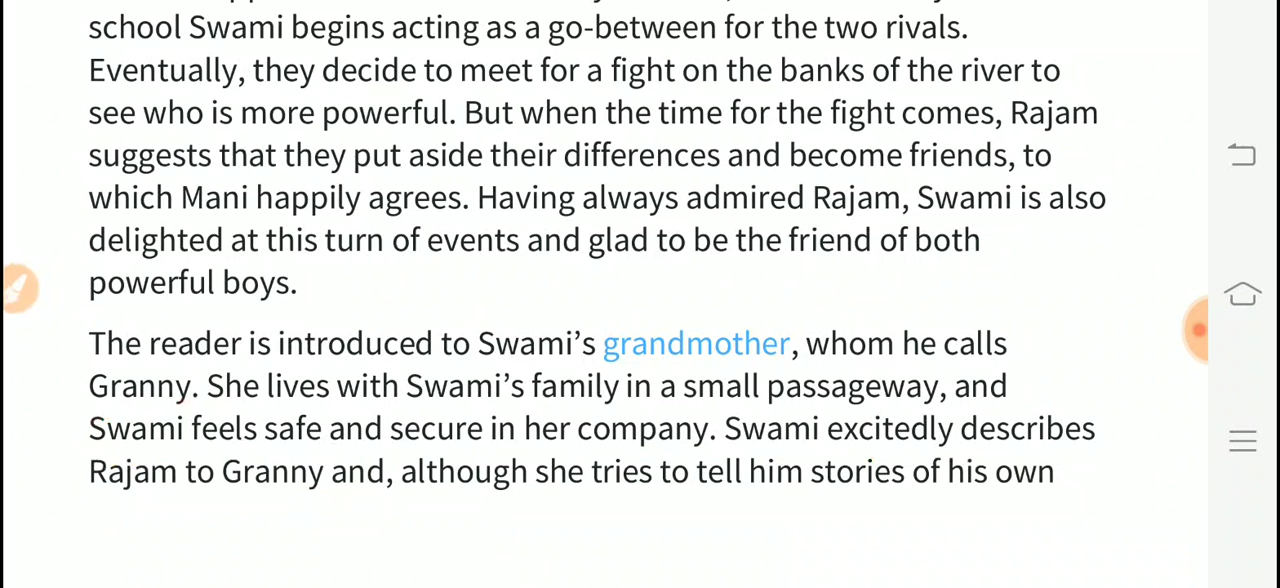 school Swami begins acting as a go-between for the two rivals.
Eventually, they decide to meet for a fight on the banks of the river to
see who is more powerful. But when the time for the fight comes, Rajam
suggests that they put aside their differences and become friends, to
which Mani happily agrees. Having always admired Rajam, Swami is also
delighted at this turn of events and glad to be the friend of both
powerful boys.
The reader is introduced to Swami’s grandmother, whom he calls
Granny. She lives with Swami’s family in a small passageway, and
Swami feels safe and secure in her company. Swami excitedly describes
Rajam to Granny and, although she tries to tell him stories of his own